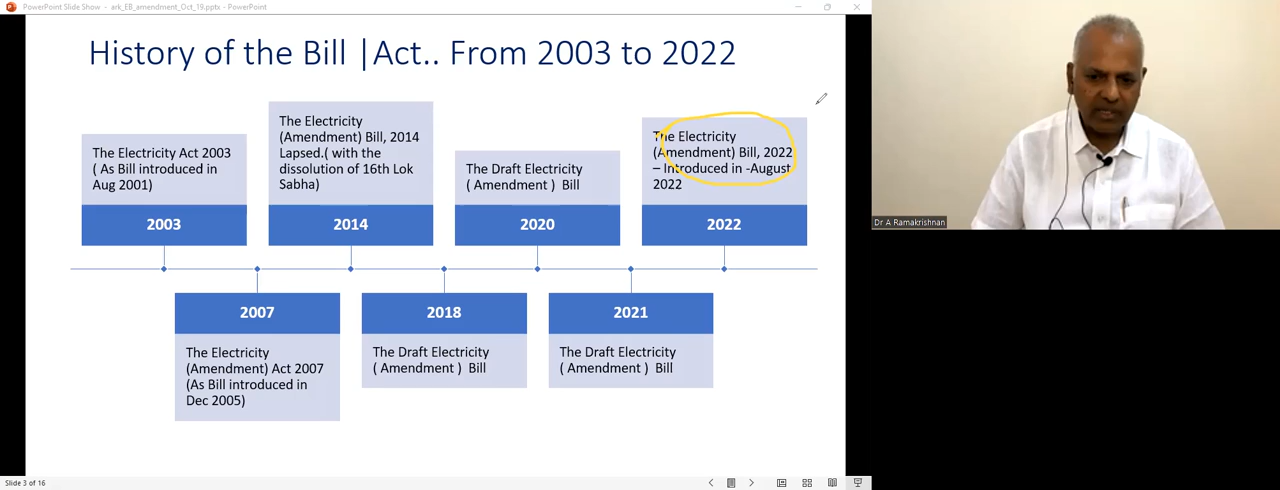 PowerPoint Slide Show - ark_EB_amendment_Oct_19.pptx - PowerPoint
History of the Bill |Act.. From 2003 to 2022
The Electricity Act 2003
( As Bill introduced in
Aug 2001)
2003
The Electricity
(Amendment) Bill, 2014
Lapsed.( with the
dissolution of 16th Lok
Sabha)
2014
The Draft Electricity
( Amendment ) Bill
2020
The Electricity
(Amendment) Bill, 2022
– Introduced in -August
2022
2022
2007
The Electricity
(Amendment) Act 2007
(As Bill introduced in
Dec 2005)
2018
The Draft Electricity
( Amendment ) Bill
2021
The Draft Electricity
( Amendment ) Bill
Dr A Ramakrishnan
Slide 3 of 16